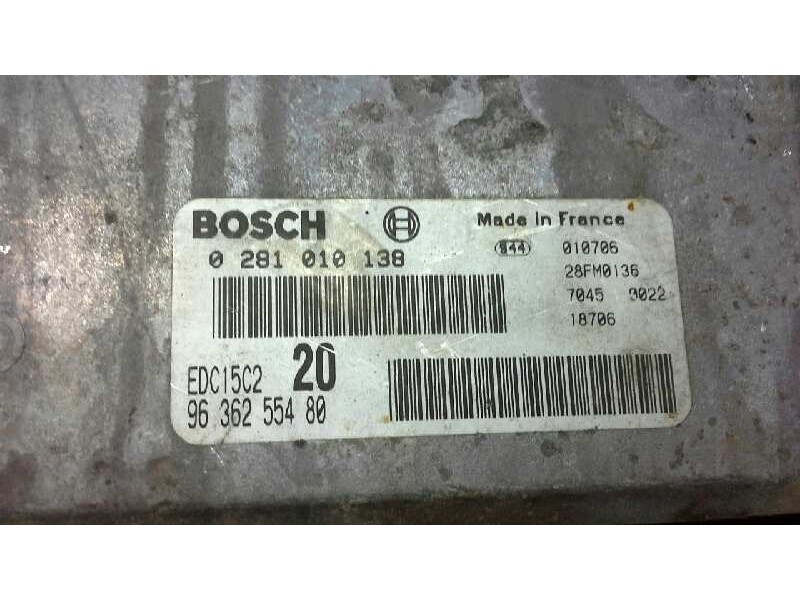 BOSCH
Made in France
0 281 010 138
944 010706
28FM0136
7045 9022
18706
EDC15C2 20
96 362 554 80